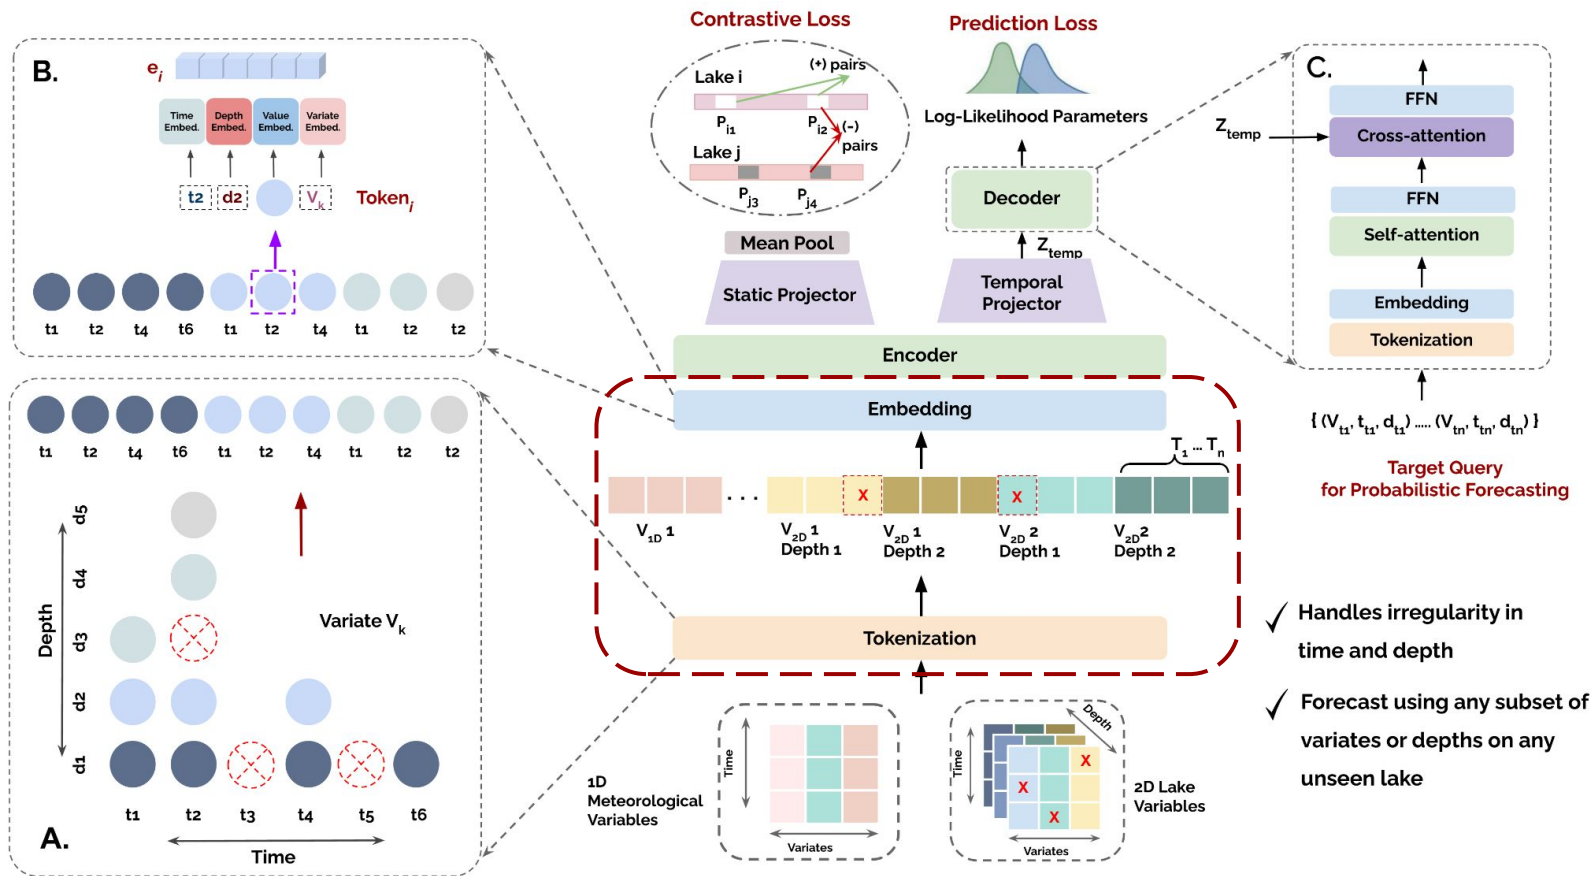 B.
e_i
Time Embed.
Depth Embed.
Value Embed.
Variate Embed.
t2
d2
V_k
Token_i
t1 t2 t4 t6 t1 t2 t4 t1 t2 t2
t1 t2 t4 t6 t1 t2 t4 t1 t2 t2
d5
d4
d3
d2
d1
Depth
Variate V_k
t1 t2 t3 t4 t5 t6
Time
A.
Contrastive Loss
Lake i
(+) pairs
P_i1
P_i2
(-)
pairs
Lake j
P_j3
P_j4
Mean Pool
Static Projector
Prediction Loss
Log-Likelihood Parameters
Decoder
Z_temp
Temporal
Projector
Encoder
Embedding
T_1 ... T_n
X
X
. . .
V_1D 1
V_2D 1
Depth 1
V_2D 1
Depth 2
V_2D 2
Depth 1
V_2D 2
Depth 2
Tokenization
Time
Variates
1D
Meteorological
Variables
Time
Depth
X
X
X
Variates
2D Lake
Variables
C.
FFN
Cross-attention
Z_temp
FFN
Self-attention
Embedding
Tokenization
{ (V_t1, t_t1, d_t1) ..... (V_tn, t_tn, d_tn) }
Target Query
for Probabilistic Forecasting
✓ Handles irregularity in
time and depth
✓ Forecast using any subset of
variates or depths on any
unseen lake